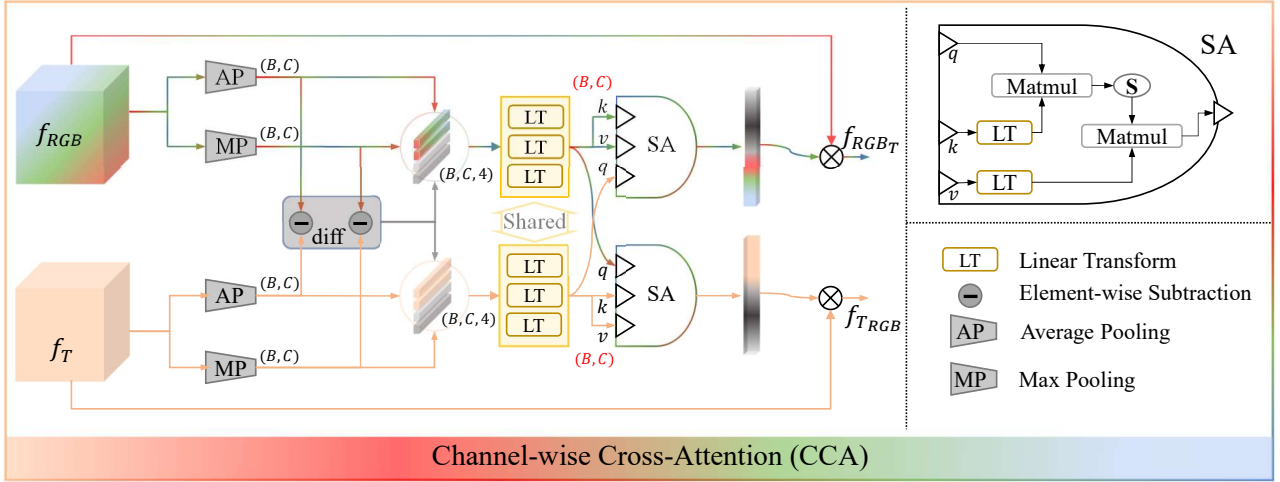 f_RGB
AP
(B,C)
MP
(B,C)
diff
(B,C,4)
LT
LT
LT
(B,C)
k
v
q
SA
f_RGB_T
Shared
f_T
AP
(B,C)
MP
(B,C)
(B,C,4)
LT
LT
LT
(B,C)
q
k
v
SA
f_T_RGB
SA
q
Matmul
S
k
LT
Matmul
v
LT
LT
Linear Transform
Element-wise Subtraction
AP
Average Pooling
MP
Max Pooling
Channel-wise Cross-Attention (CCA)